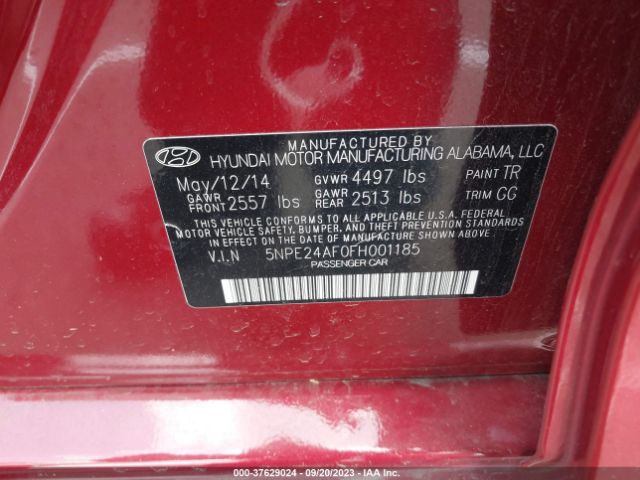 MANUFACTURED BY
HYUNDAI MOTOR MANUFACTURING ALABAMA, LLC
May/12/14 GVWR 4497 lbs PAINT TR
GAWR FRONT 2557 lbs GAWR REAR 2513 lbs TRIM GG
THIS VEHICLE CONFORMS TO ALL APPLICABLE U.S.A. FEDERAL
MOTOR VEHICLE SAFETY, BUMPER, AND THEFT PREVENTION STANDARDS
IN EFFECT ON THE DATE OF MANUFACTURE SHOWN ABOVE.
V.I.N 5NPE24AF0FH001185
PASSENGER CAR
000-37629024 - 09/20/2023 - Copyright © 2023 IAA, Inc.